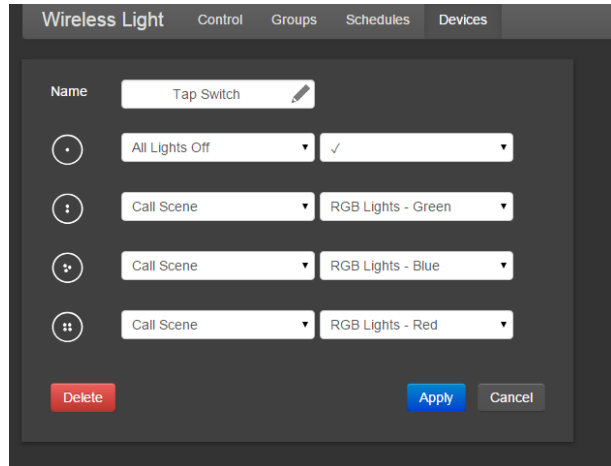 Wireless Light Control Groups Schedules Devices
Name Tap Switch
All Lights Off ✓
Call Scene RGB Lights - Green
Call Scene RGB Lights - Blue
Call Scene RGB Lights - Red
Delete Apply Cancel